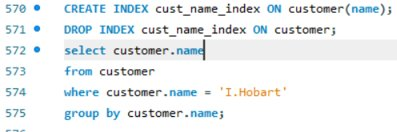 570 CREATE INDEX cust_name_index ON customer(name);
571 DROP INDEX cust_name_index ON customer;
572 select customer.name
573 from customer
574 where customer.name = 'I.Hobart'
575 group by customer.name;